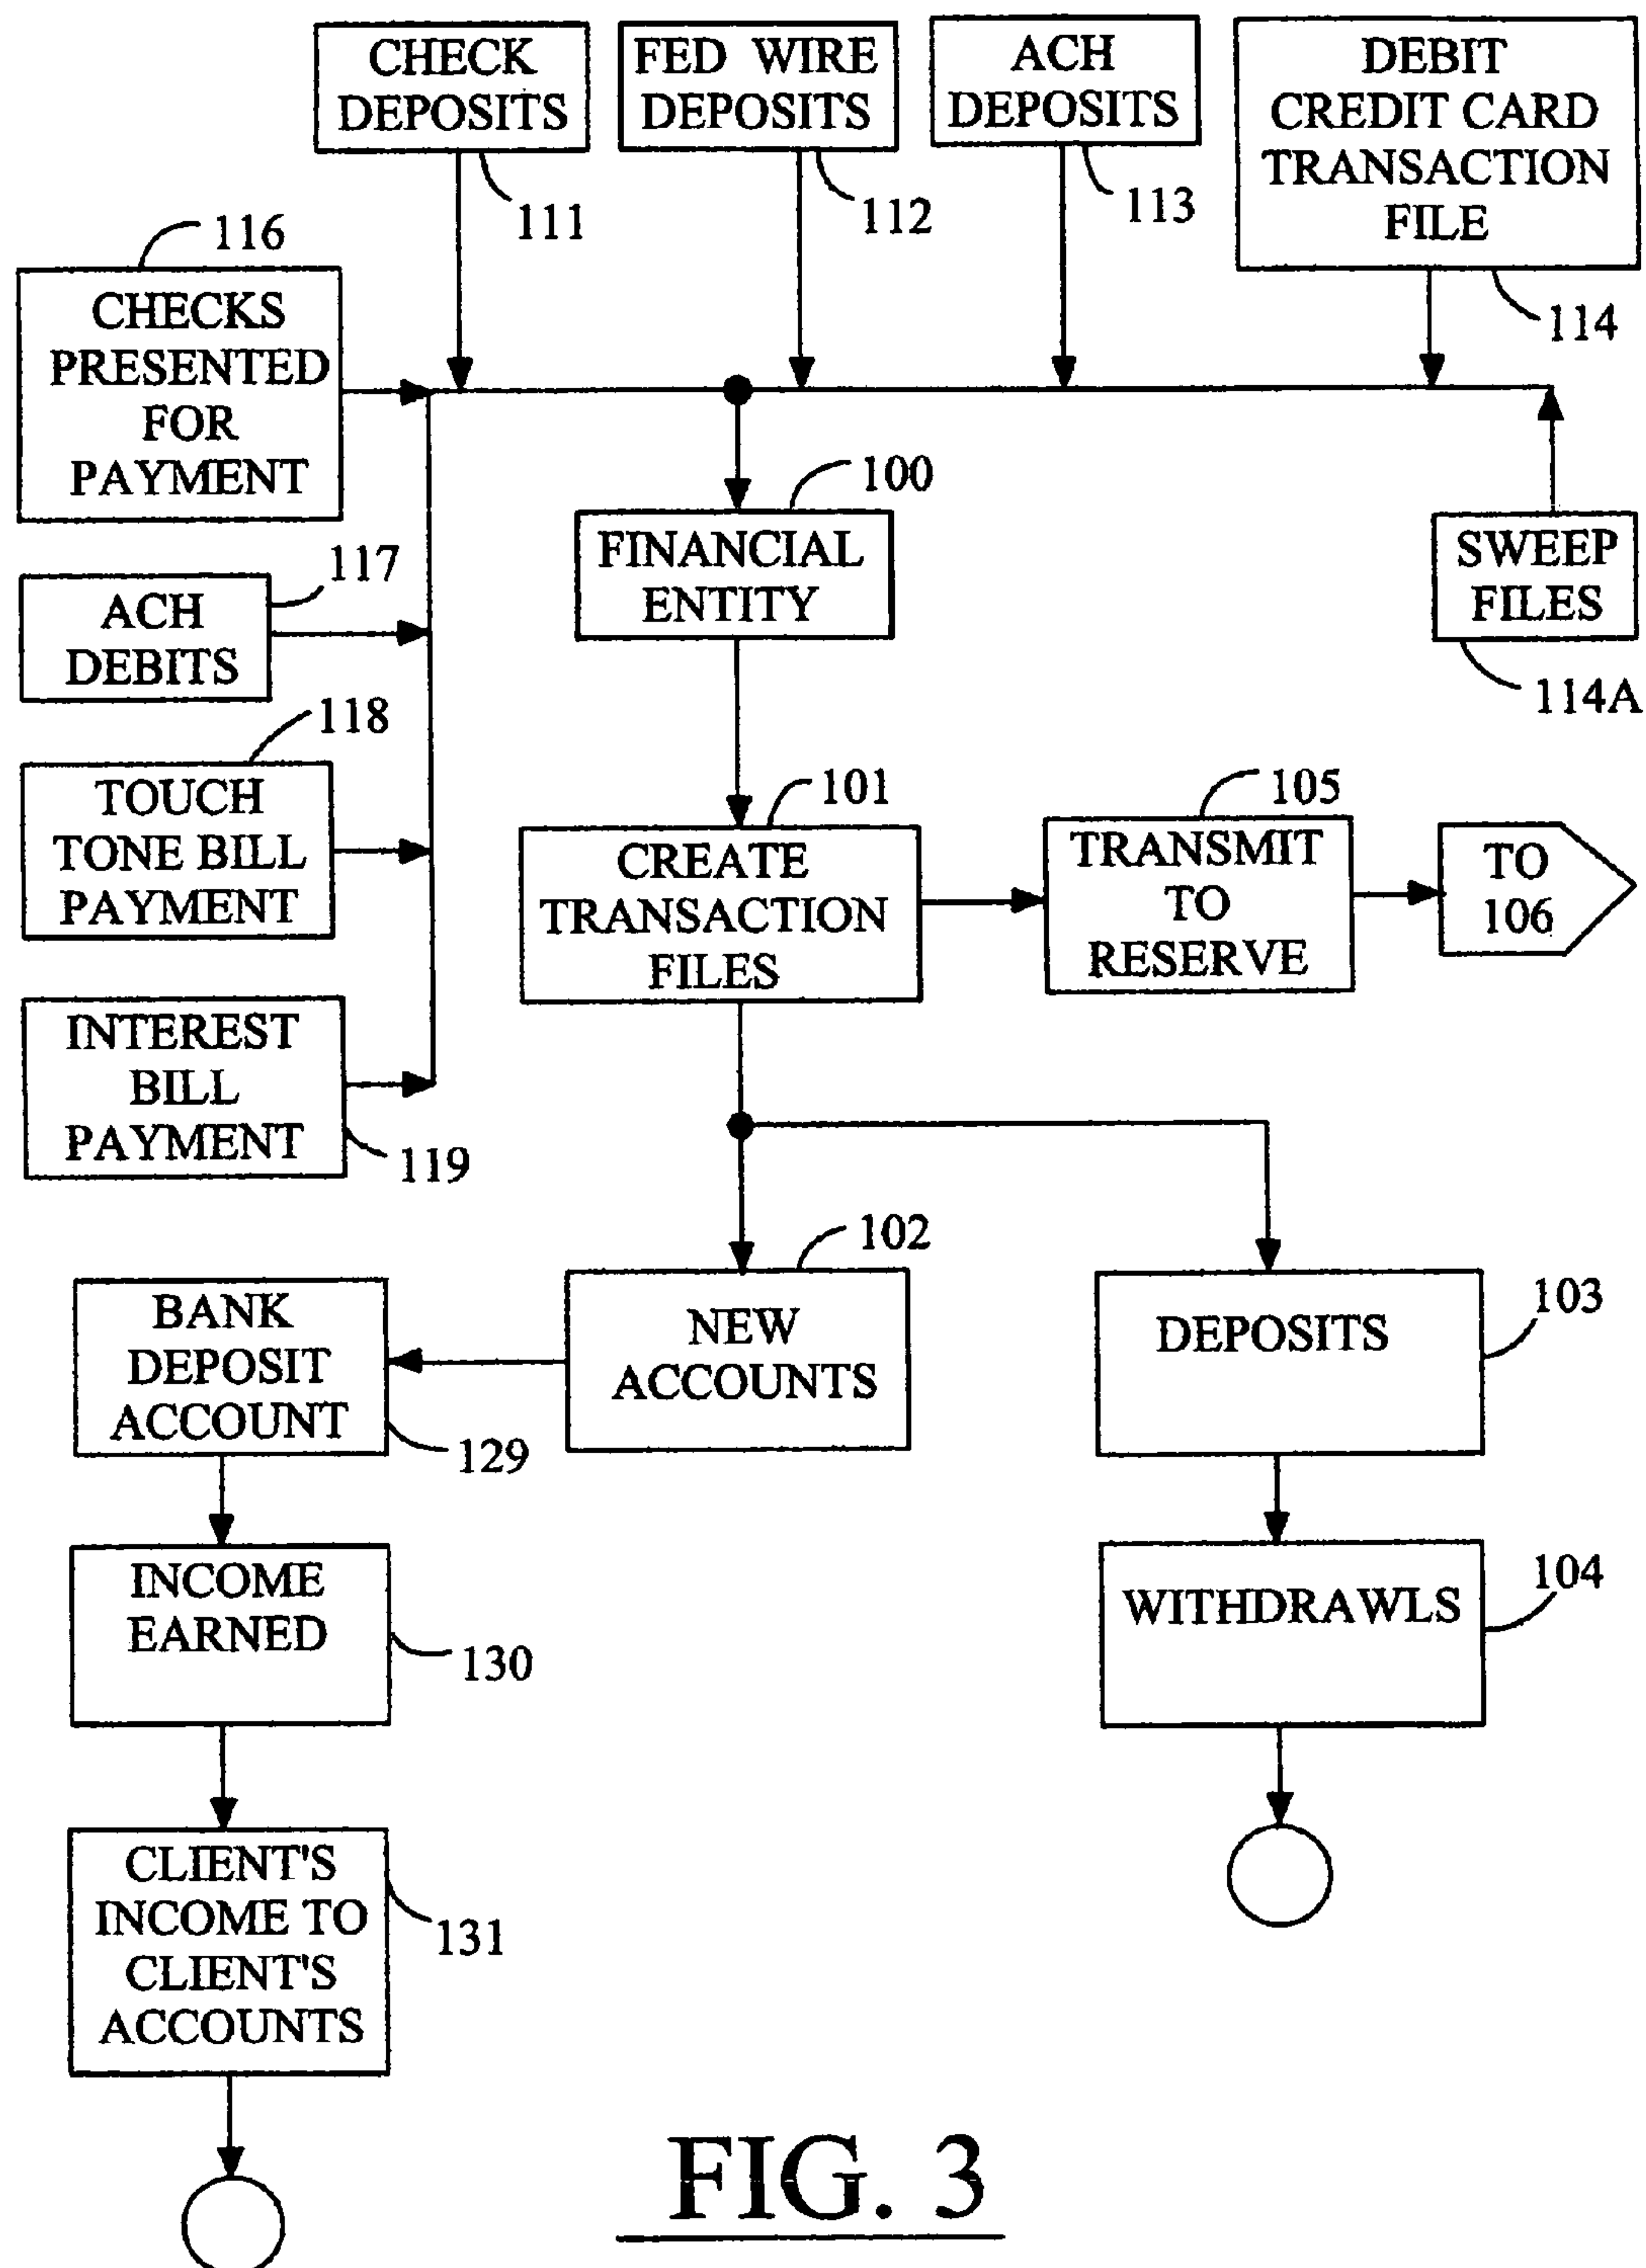 CHECK
DEPOSITS
111
FED WIRE
DEPOSITS
112
ACH
DEPOSITS
113
DEBIT
CREDIT CARD
TRANSACTION
FILE
114
116
CHECKS
PRESENTED
FOR
PAYMENT
100
FINANCIAL
ENTITY
SWEEP
FILES
114A
117
ACH
DEBITS
118
TOUCH
TONE BILL
PAYMENT
101
CREATE
TRANSACTION
FILES
105
TRANSMIT
TO
RESERVE
TO
106
INTEREST
BILL
PAYMENT
119
102
NEW
ACCOUNTS
DEPOSITS
103
BANK
DEPOSIT
ACCOUNT
129
INCOME
EARNED
130
WITHDRAWLS
104
CLIENT'S
INCOME TO
CLIENT'S
ACCOUNTS
131
FIG. 3